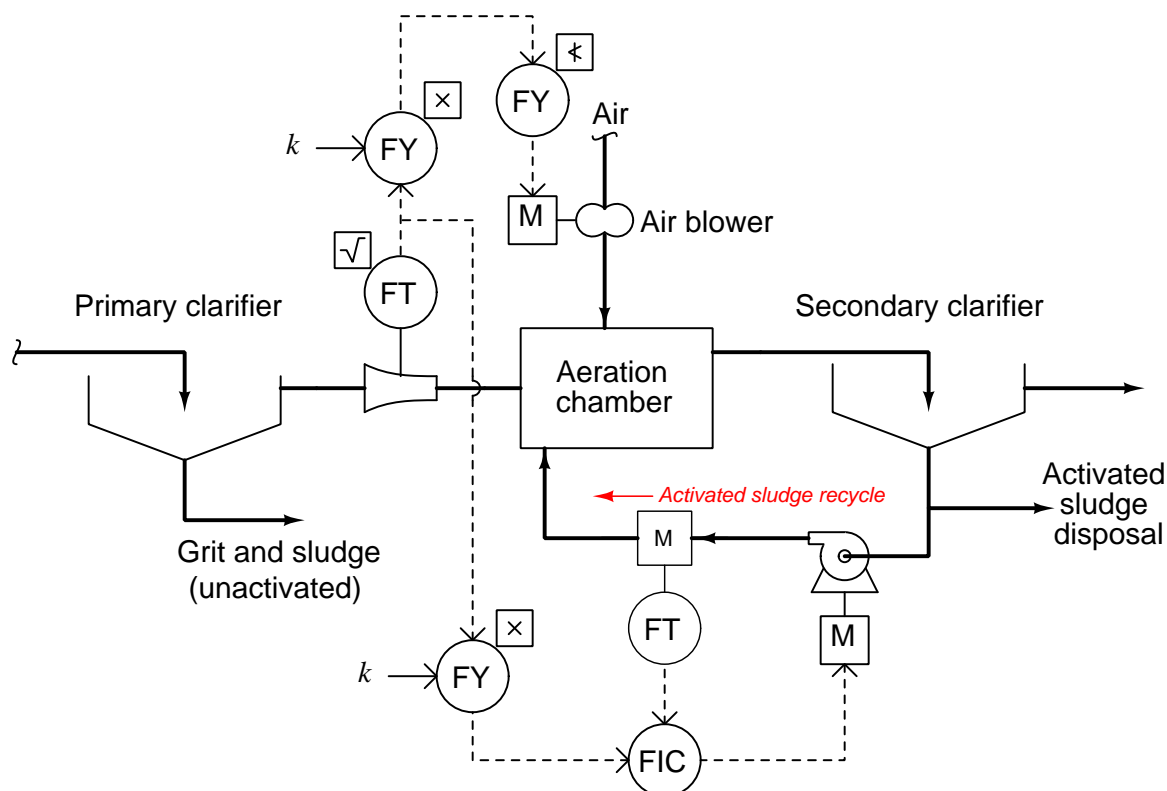 ×
∢
FY
FY
k
Air
M
Air blower
√
FT
Primary clarifier
Secondary clarifier
Aeration
chamber
Activated sludge recycle
Activated
sludge
disposal
M
Grit and sludge
(unactivated)
×
FT
M
k
FY
FIC